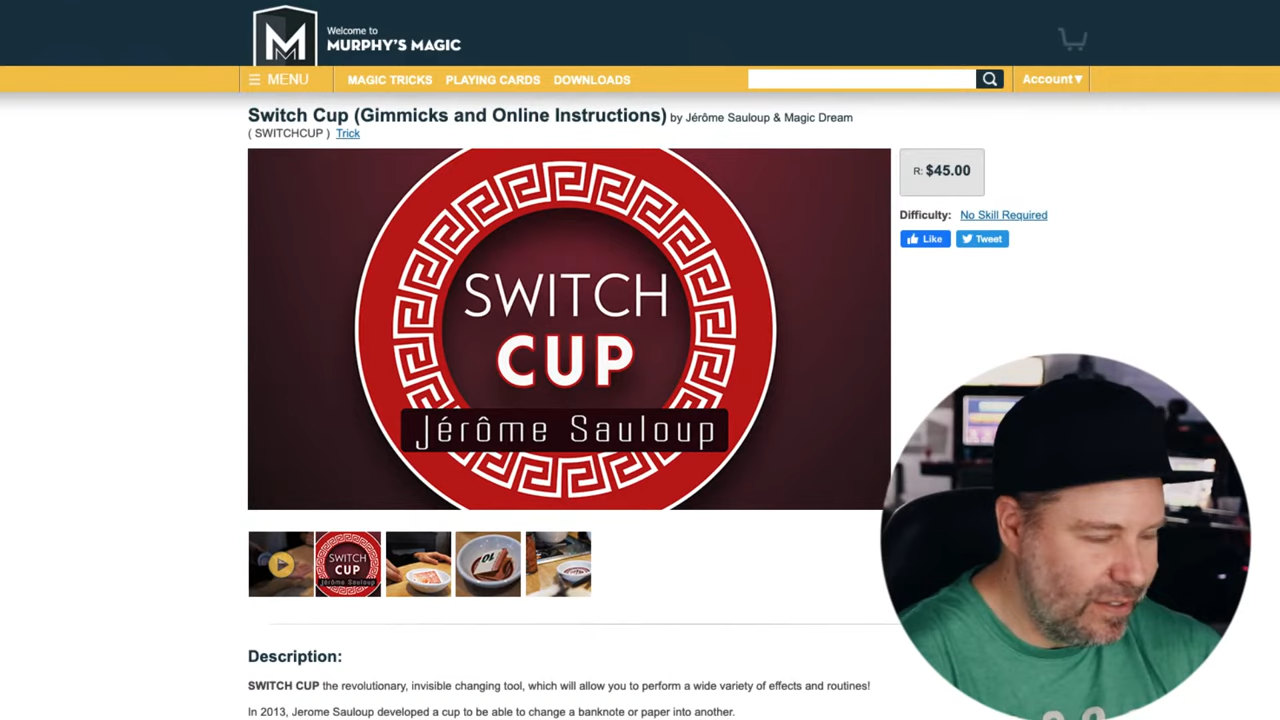 Welcome to
MURPHY'S MAGIC
MENU
MAGIC TRICKS
PLAYING CARDS
DOWNLOADS
Account▼
Switch Cup (Gimmicks and Online Instructions) by Jérôme Sauloup & Magic Dream
( SWITCHCUP ) Trick
SWITCH
CUP
Jérôme Sauloup
R: $45.00
Difficulty: No Skill Required
Like
Tweet
SWITCH
CUP
Jérôme Sauloup
10
Description:
SWITCH CUP the revolutionary, invisible changing tool, which will allow you to perform a wide variety of effects and routines!
In 2013, Jerome Sauloup developed a cup to be able to change a banknote or paper into another.